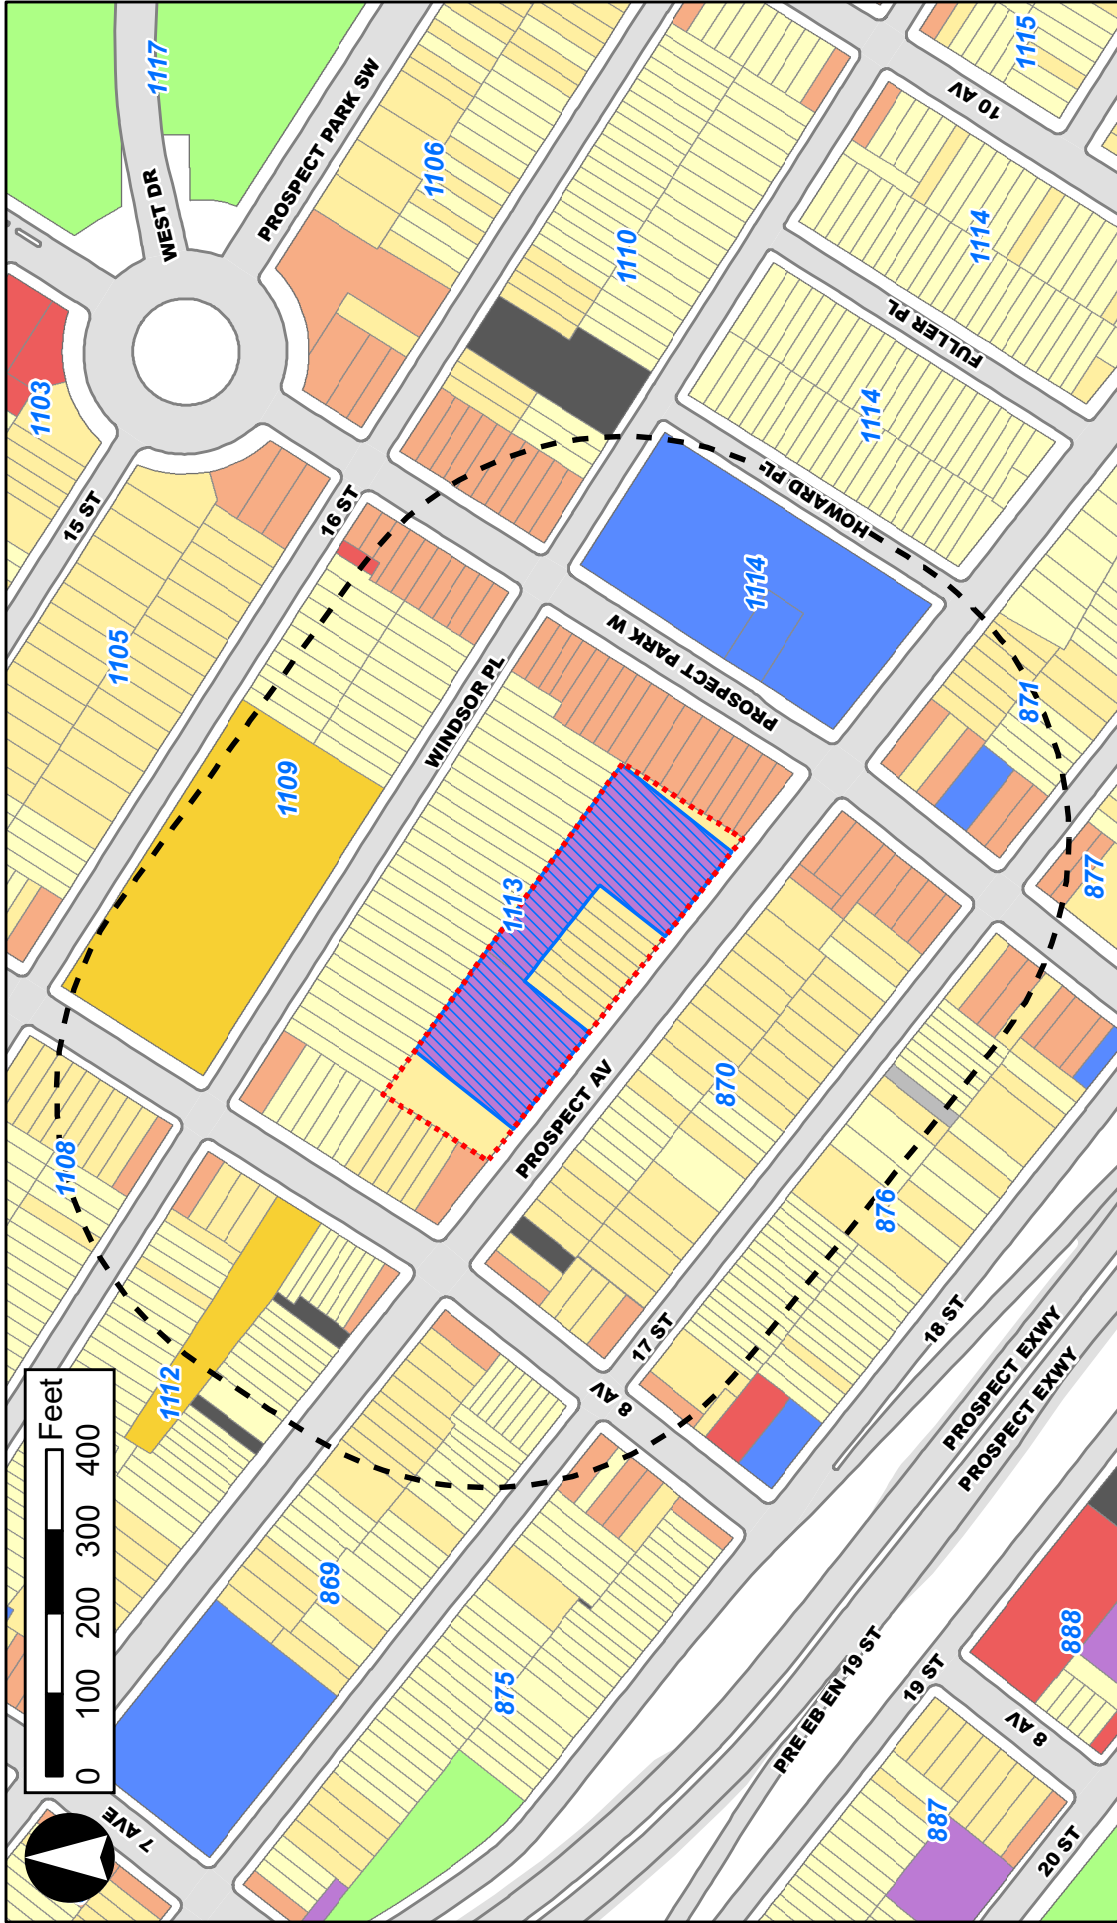 1117
WEST DR
PROSPECT PARK SW
1106
1115
10 AV
1103
15 ST
16 ST
1110
1114
FULLER PL
1114
HOWARD PL
1105
1114
PROSPECT PARK W
WINDSOR PL
1109
871
877
1113
1108
PROSPECT AV
870
876
1112
17 ST
8 AV
18 ST
PROSPECT EXWY
PROSPECT EXWY
Feet
0 100 200 300 400
869
875
PRE EB EN 19 ST
19 ST
888
8 AV
7 AVE
887
20 ST